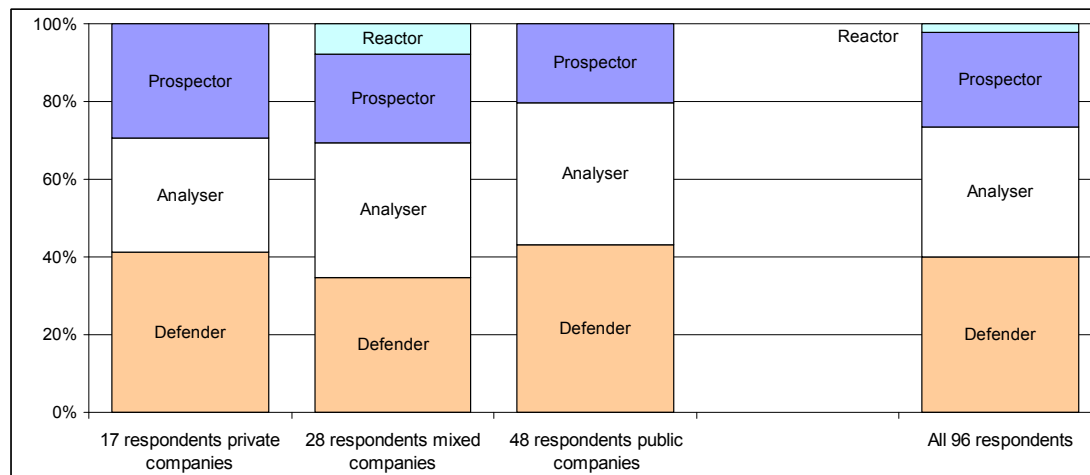 100%
80%
60%
40%
20%
0%
Prospector
Analyser
Defender
Reactor
Prospector
Analyser
Defender
Prospector
Analyser
Defender
Reactor
Prospector
Analyser
Defender
17 respondents private
companies
28 respondents mixed
companies
48 respondents public
companies
All 96 respondents